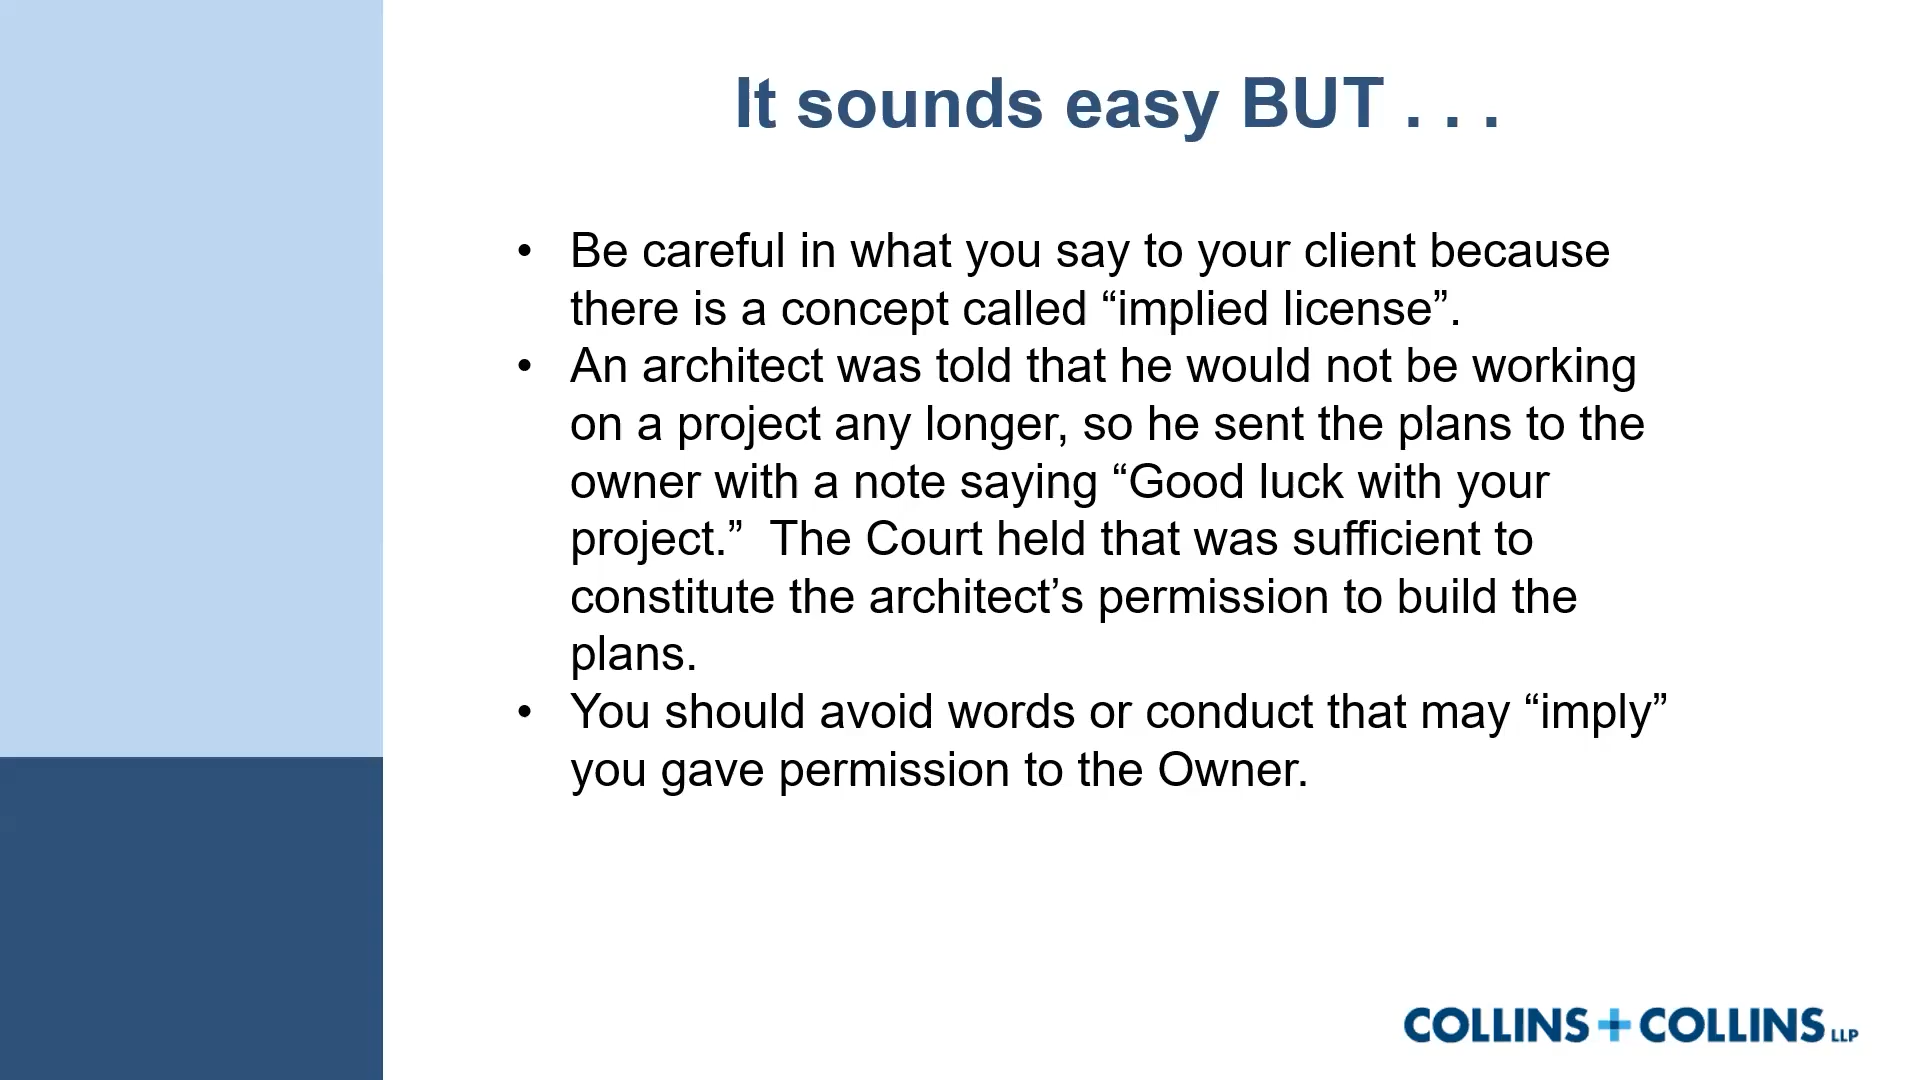 It sounds easy BUT . . .
• Be careful in what you say to your client because
there is a concept called “implied license”.
• An architect was told that he would not be working
on a project any longer, so he sent the plans to the
owner with a note saying “Good luck with your
project.”  The Court held that was sufficient to
constitute the architect’s permission to build the
plans.
• You should avoid words or conduct that may “imply”
you gave permission to the Owner.
COLLINS + COLLINS LLP